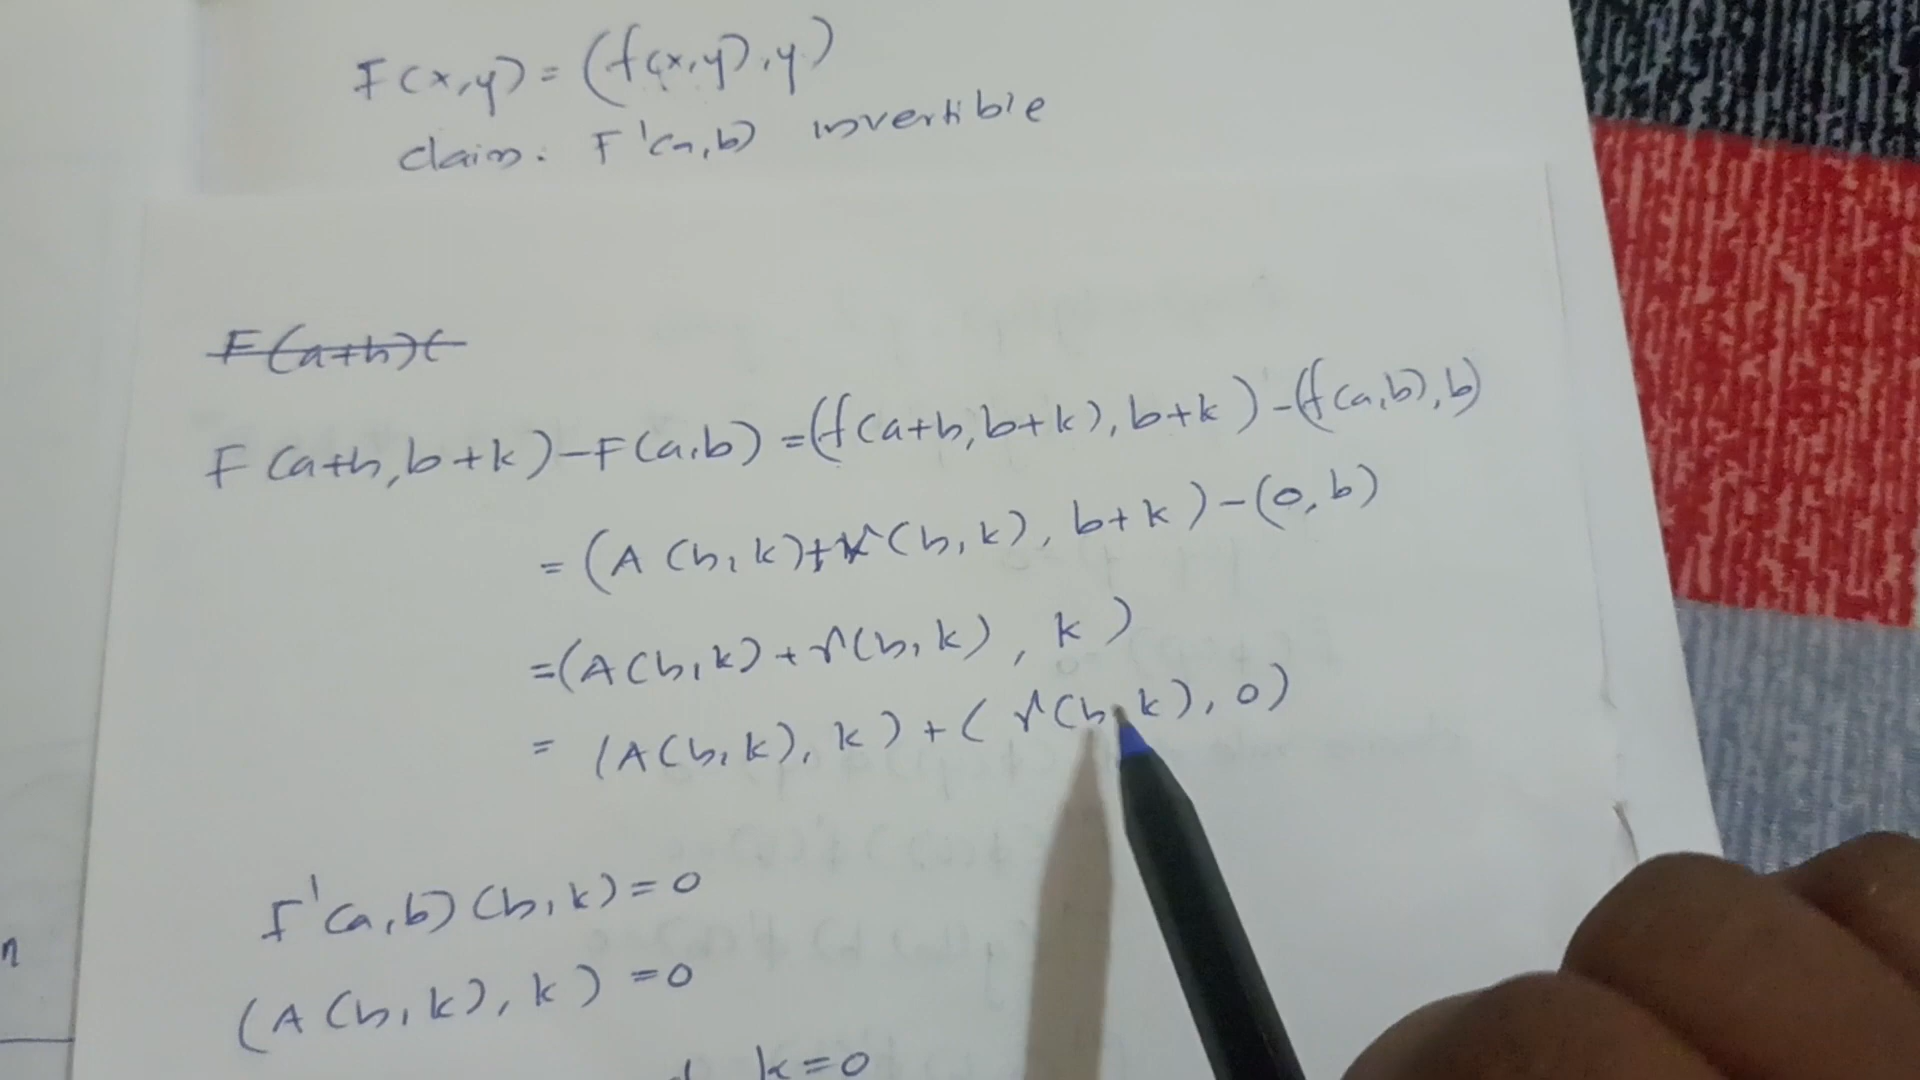 F(x,y) = (f(x,y),y)
claim: F'(a,b) invertible
F(a+h)(
F(a+h,b+k)-F(a,b) = (f(a+h,b+k),b+k)-(f(a,b),b)
= (A(h,k)+r(h,k), b+k)-(0,b)
= (A(h,k)+r(h,k), k)
= (A(h,k), k)+(r(h,k), 0)
F'(a,b)(h,k)=0
(A(h,k), k) =0
k=0
n